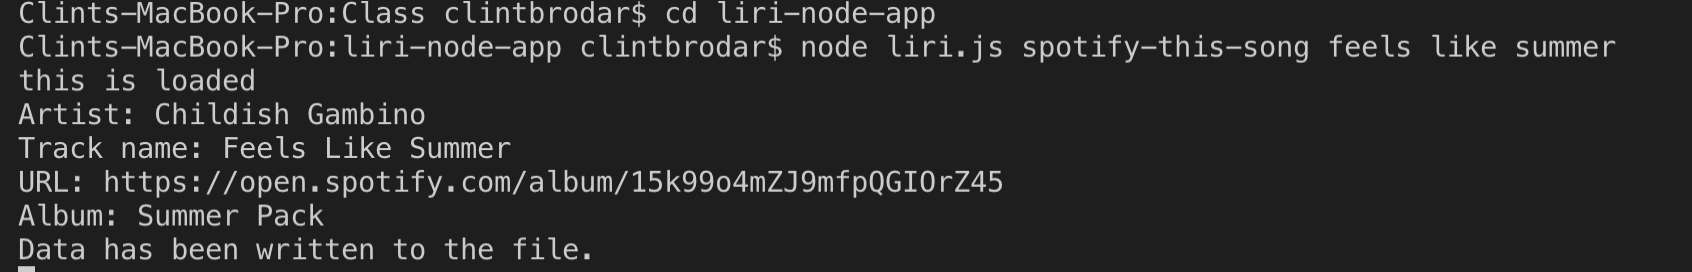 Clints-MacBook-Pro:Class clintbrodar$ cd liri-node-app
Clints-MacBook-Pro:liri-node-app clintbrodar$ node liri.js spotify-this-song feels like summer
this is loaded
Artist: Childish Gambino
Track name: Feels Like Summer
URL: https://open.spotify.com/album/15k99o4mZJ9mfpQGIOrZ45
Album: Summer Pack
Data has been written to the file.